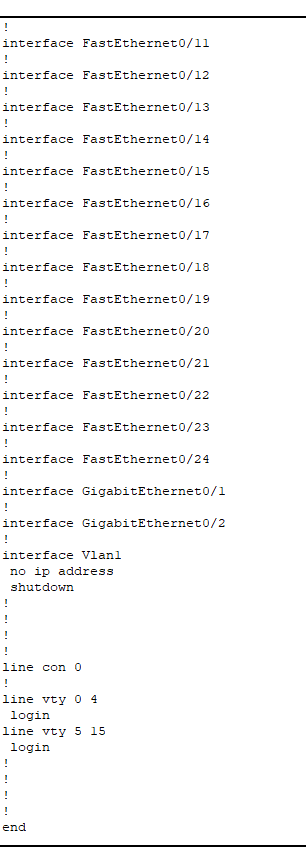 !
interface FastEthernet0/11
!
interface FastEthernet0/12
!
interface FastEthernet0/13
!
interface FastEthernet0/14
!
interface FastEthernet0/15
!
interface FastEthernet0/16
!
interface FastEthernet0/17
!
interface FastEthernet0/18
!
interface FastEthernet0/19
!
interface FastEthernet0/20
!
interface FastEthernet0/21
!
interface FastEthernet0/22
!
interface FastEthernet0/23
!
interface FastEthernet0/24
!
interface GigabitEthernet0/1
!
interface GigabitEthernet0/2
!
interface Vlan1
 no ip address
 shutdown
!
!
!
!
line con 0
!
line vty 0 4
 login
line vty 5 15
 login
!
!
!
!
end